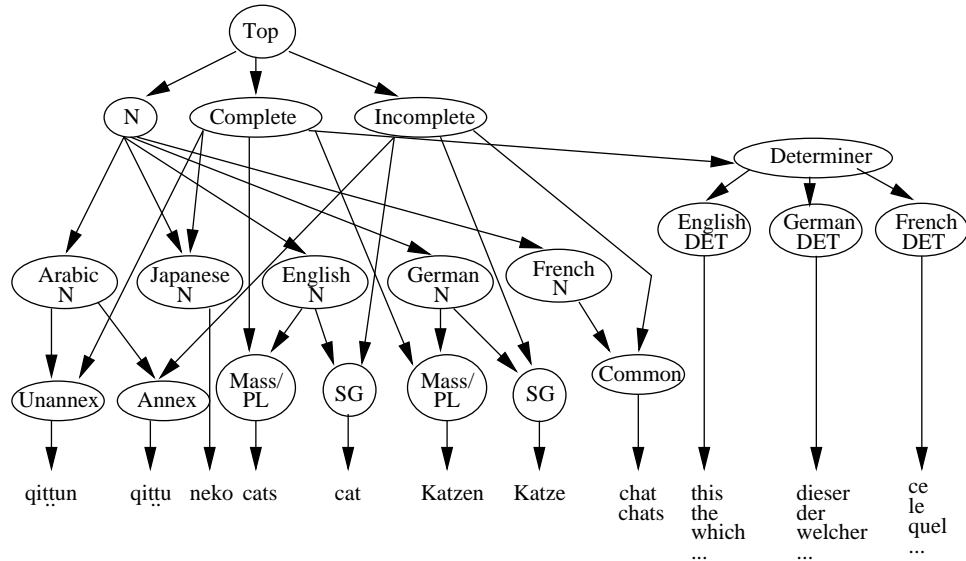 Top
N
Complete
Incomplete
Determiner
English
DET
German
DET
French
DET
Arabic
N
Japanese
N
English
N
German
N
French
N
Unannex
Annex
Mass/
PL
SG
Mass/
PL
SG
Common
qiṭṭun
qiṭṭu
neko
cats
cat
Katzen
Katze
chat
chats
this
the
which
...
dieser
der
welcher
...
ce
le
quel
...